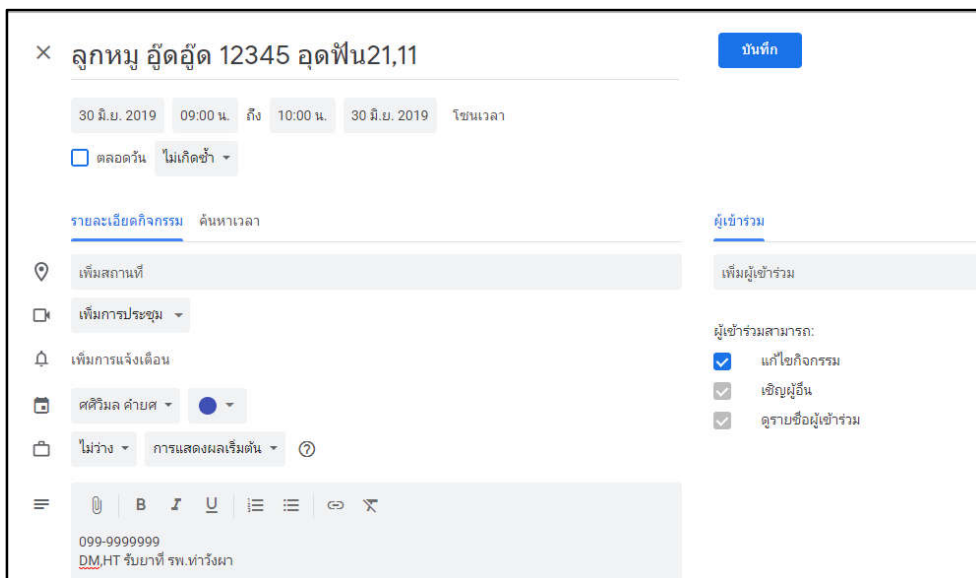 ลูกหมู อู๊ดอู๊ด 12345 อุดฟัน21,11
บันทึก
30 มิ.ย. 2019 09:00 น. ถึง 10:00 น. 30 มิ.ย. 2019 โซนเวลา
ตลอดวัน ไม่เกิดซ้ำ
รายละเอียดกิจกรรม ค้นหาเวลา
ผู้เข้าร่วม
เพิ่มสถานที่
เพิ่มผู้เข้าร่วม
เพิ่มการประชุม
ผู้เข้าร่วมสามารถ:
เพิ่มการแจ้งเตือน
แก้ไขกิจกรรม
ศศิวิมล คำยศ
เชิญผู้อื่น
ไม่ว่าง การแสดงผลเริ่มต้น
ดูรายชื่อผู้เข้าร่วม
B I U
099-9999999
DM,HT รับยาที่ รพ.ท่าวังผา